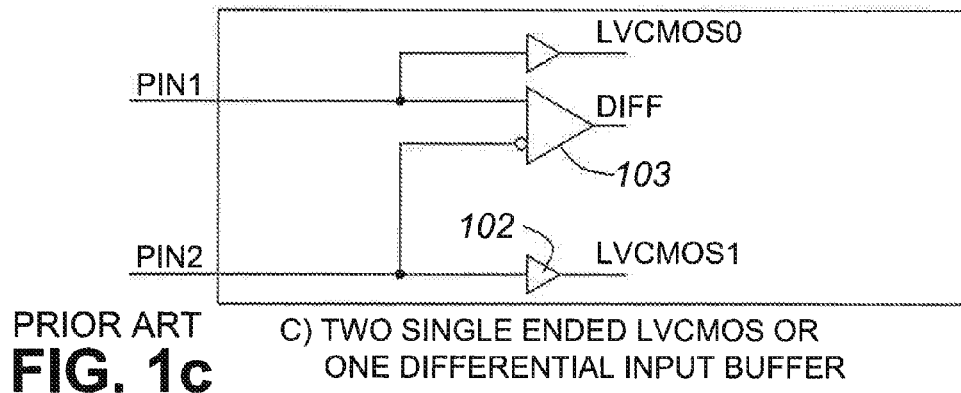 LVCMOS0
PIN1
DIFF
103
102
PIN2
LVCMOS1
PRIOR ART
FIG. 1c
C) TWO SINGLE ENDED LVCMOS OR
ONE DIFFERENTIAL INPUT BUFFER